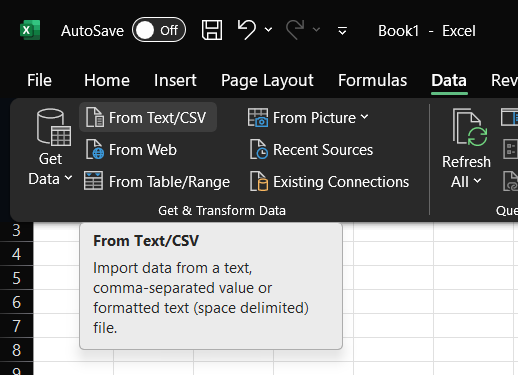 AutoSave Off Book1 - Excel
File Home Insert Page Layout Formulas Data Rev
From Text/CSV From Picture
Get Data From Web Recent Sources Refresh All
From Table/Range Existing Connections
Get & Transform Data Que
3
4
5
6
7
8
9
From Text/CSV
Import data from a text,
comma-separated value or
formatted text (space delimited)
file.